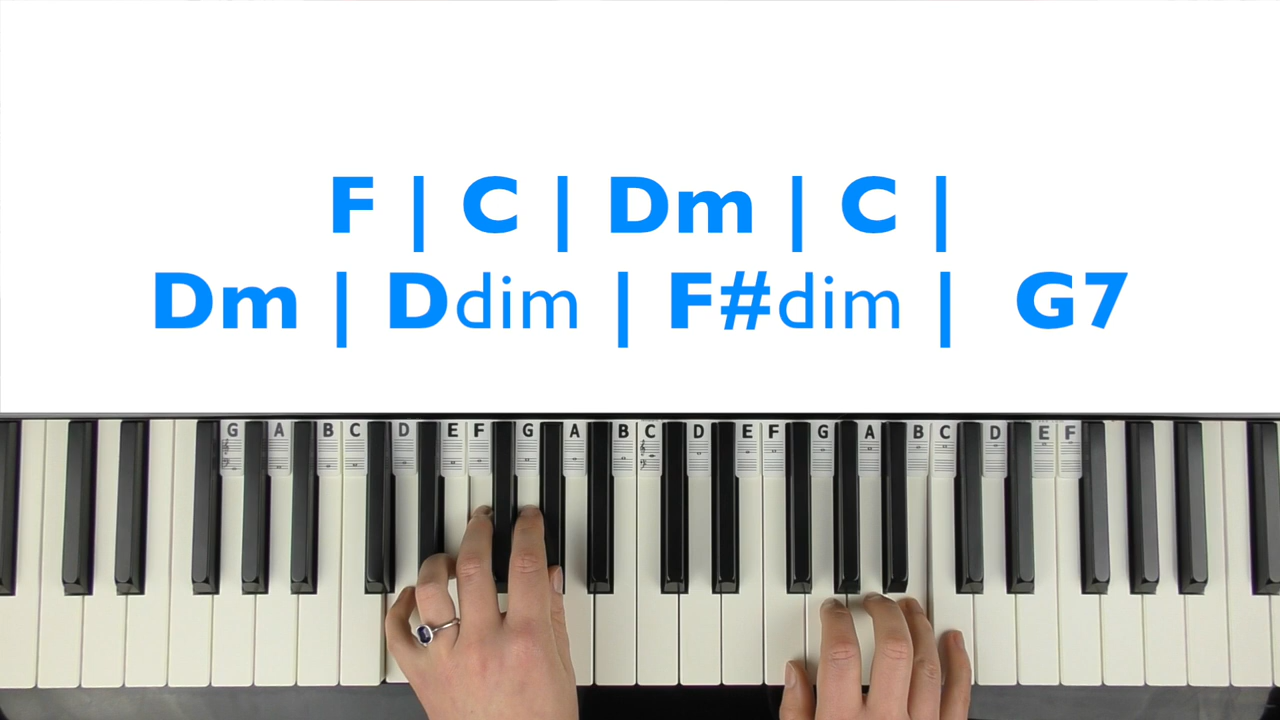 F | C | Dm | C |
Dm | Ddim | F#dim | G7
G A B C D E F G A B C D E F G A B C D E F